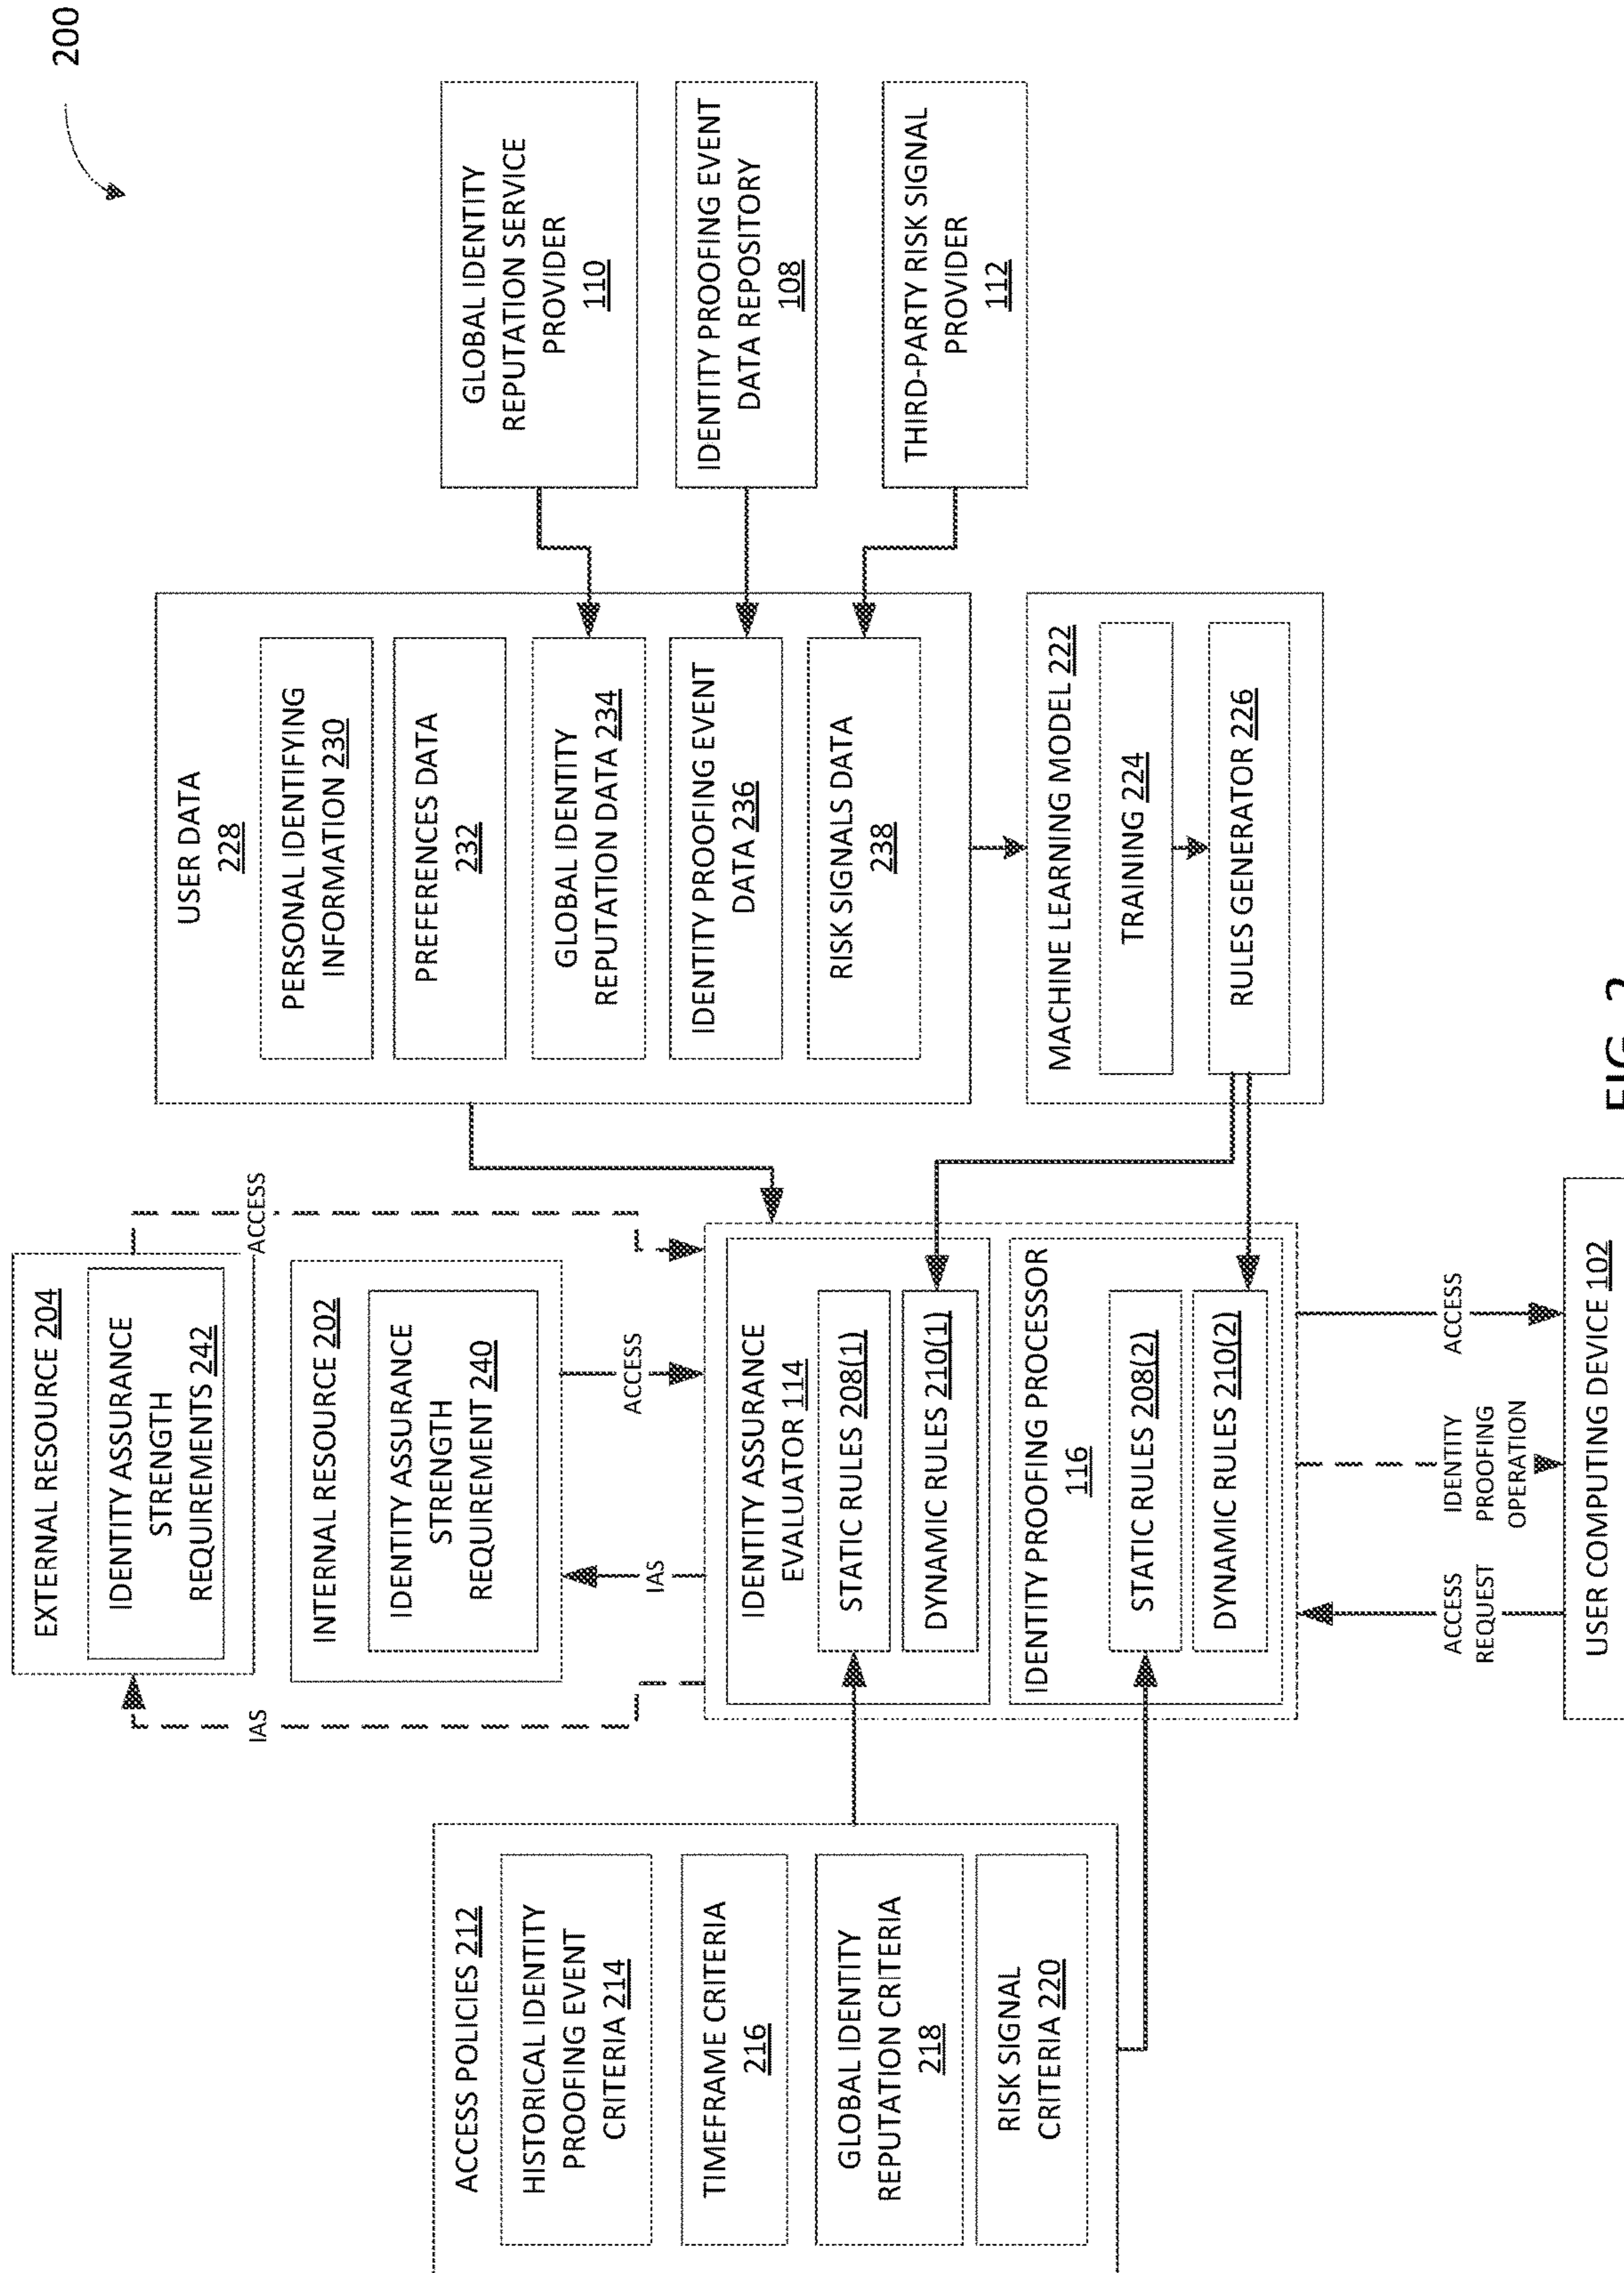 200
EXTERNAL RESOURCE 204
IDENTITY ASSURANCE
STRENGTH
REQUIREMENTS 242
IAS
ACCESS
INTERNAL RESOURCE 202
IDENTITY ASSURANCE
STRENGTH
REQUIREMENT 240
IAS
ACCESS
ACCESS POLICIES 212
HISTORICAL IDENTITY
PROOFING EVENT
CRITERIA 214
TIMEFRAME CRITERIA
216
GLOBAL IDENTITY
REPUTATION CRITERIA
218
RISK SIGNAL
CRITERIA 220
IDENTITY ASSURANCE
EVALUATOR 114
STATIC RULES 208(1)
DYNAMIC RULES 210(1)
IDENTITY PROOFING PROCESSOR
116
STATIC RULES 208(2)
DYNAMIC RULES 210(2)
USER DATA
228
PERSONAL IDENTIFYING
INFORMATION 230
PREFERENCES DATA
232
GLOBAL IDENTITY
REPUTATION DATA 234
IDENTITY PROOFING EVENT
DATA 236
RISK SIGNALS DATA
238
MACHINE LEARNING MODEL 222
TRAINING 224
RULES GENERATOR 226
GLOBAL IDENTITY
REPUTATION SERVICE
PROVIDER
110
IDENTITY PROOFING EVENT
DATA REPOSITORY
108
THIRD-PARTY RISK SIGNAL
PROVIDER
112
ACCESS
REQUEST
IDENTITY
PROOFING
OPERATION
ACCESS
USER COMPUTING DEVICE 102
FIG. 2